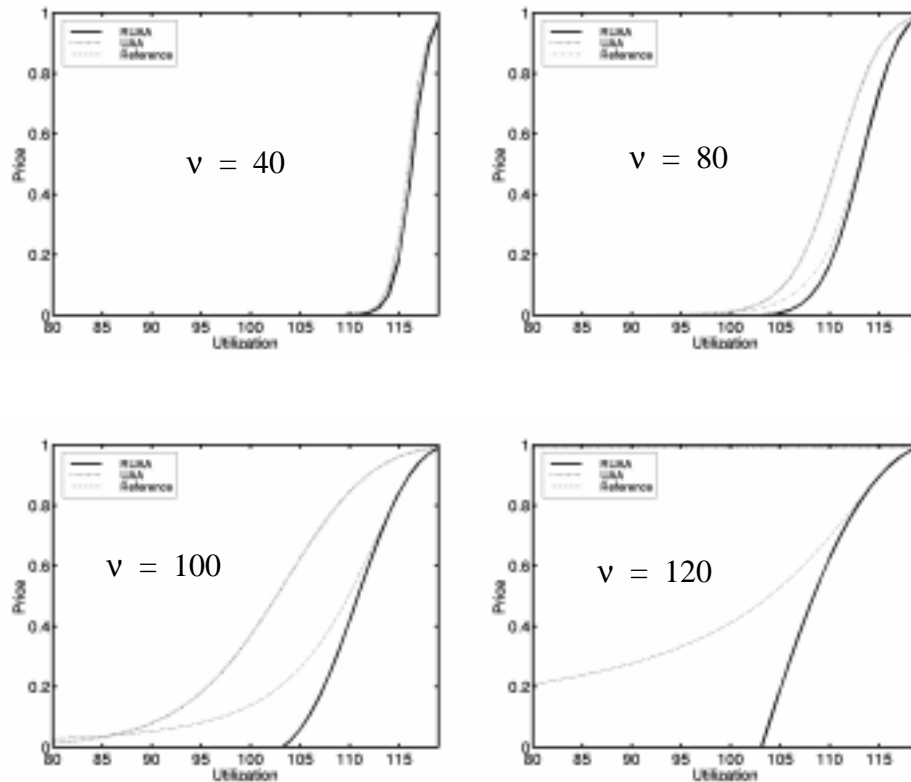 1
0.8
0.6
0.4
0.2
0
Price
RUAA
UAA
Reference
ν = 40
80 85 90 95 100 105 110 115
Utilization
1
0.8
0.6
0.4
0.2
0
Price
RUAA
UAA
Reference
ν = 80
80 85 90 95 100 105 110 115
Utilization
1
0.8
0.6
0.4
0.2
0
Price
RUAA
UAA
Reference
ν = 100
80 85 90 95 100 105 110 115
Utilization
1
0.8
0.6
0.4
0.2
0
Price
RUAA
UAA
Reference
ν = 120
80 85 90 95 100 105 110 115
Utilization